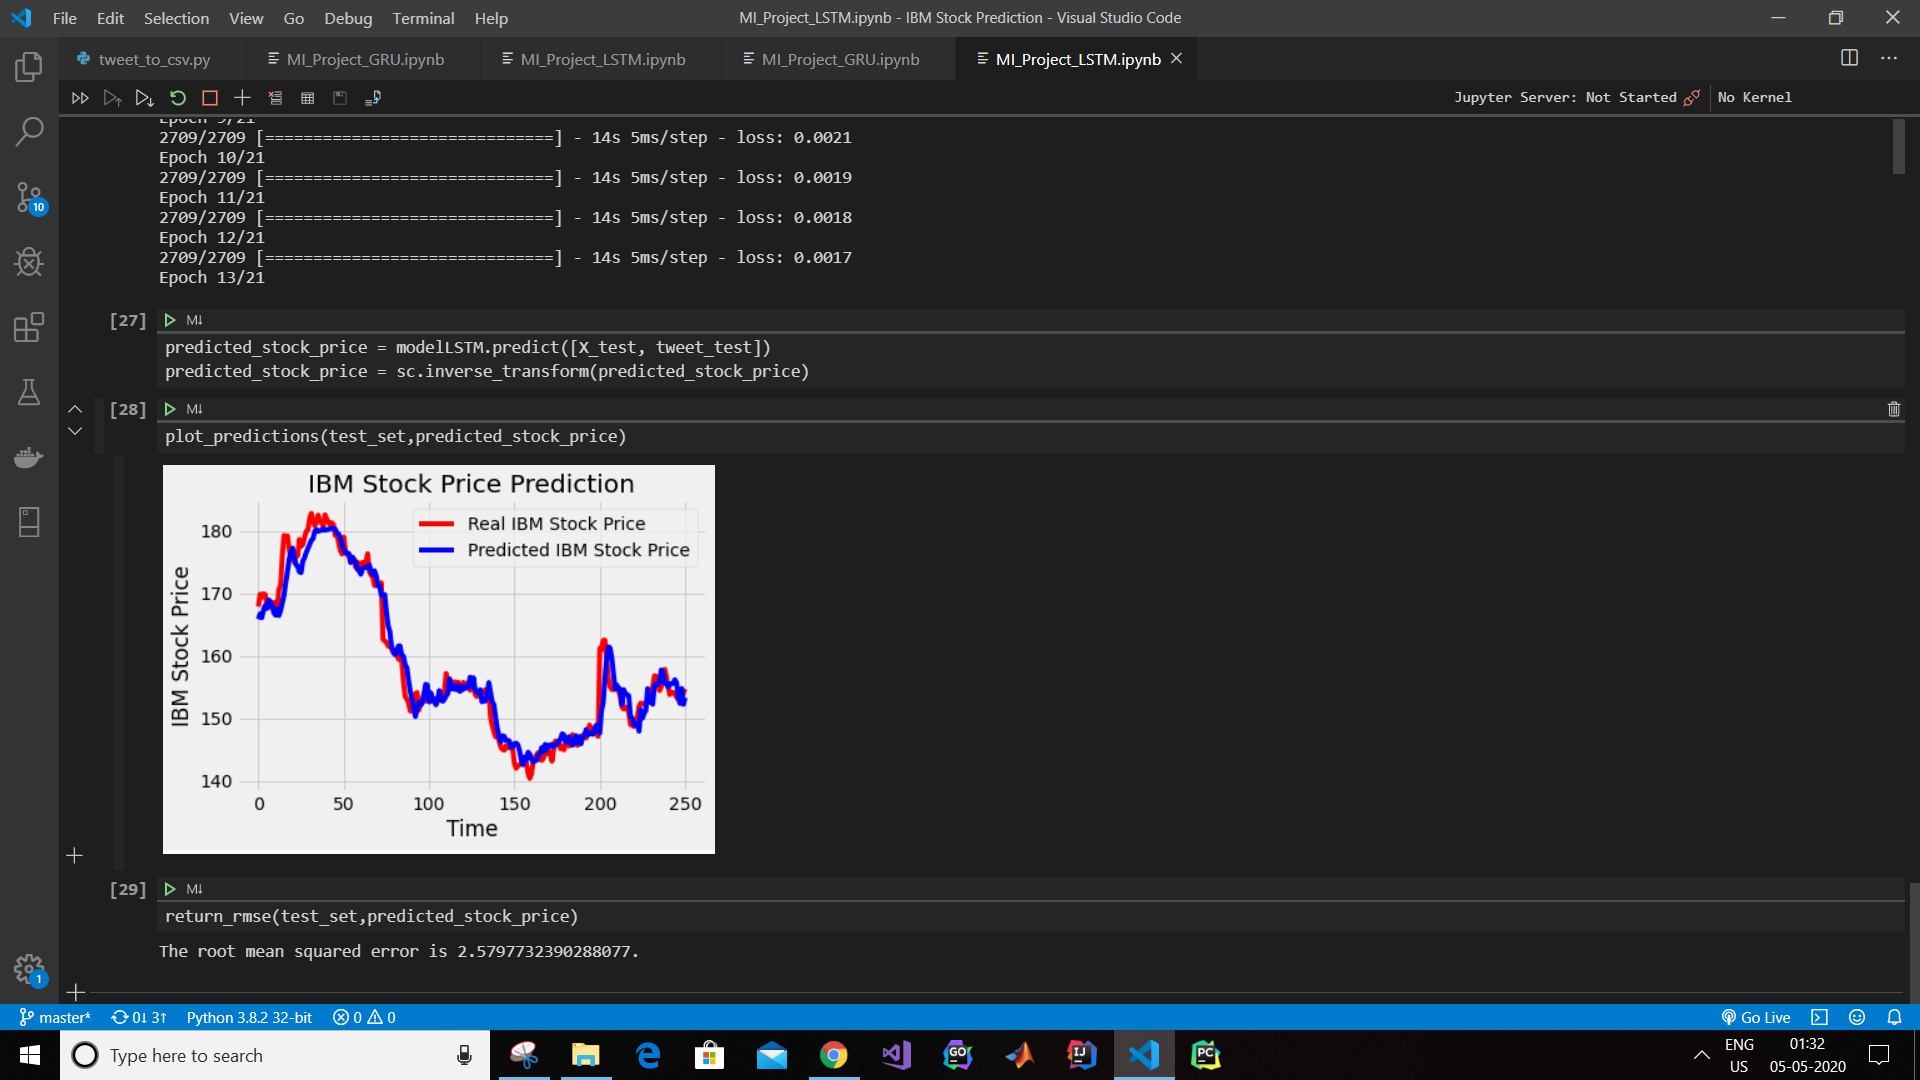 File Edit Selection View Go Debug Terminal Help
MI_Project_LSTM.ipynb - IBM Stock Prediction - Visual Studio Code
tweet_to_csv.py MI_Project_GRU.ipynb MI_Project_LSTM.ipynb MI_Project_GRU.ipynb MI_Project_LSTM.ipynb
Jupyter Server: Not Started No Kernel
Epoch 9/21
2709/2709 [==============================] - 14s 5ms/step - loss: 0.0021
Epoch 10/21
2709/2709 [==============================] - 14s 5ms/step - loss: 0.0019
Epoch 11/21
2709/2709 [==============================] - 14s 5ms/step - loss: 0.0018
Epoch 12/21
2709/2709 [==============================] - 14s 5ms/step - loss: 0.0017
Epoch 13/21
10
[27] M↓
predicted_stock_price = modelLSTM.predict([X_test, tweet_test])
predicted_stock_price = sc.inverse_transform(predicted_stock_price)
[28] M↓
plot_predictions(test_set,predicted_stock_price)
IBM Stock Price Prediction
Real IBM Stock Price
Predicted IBM Stock Price
IBM Stock Price
180
170
160
150
140
0 50 100 150 200 250
Time
[29] M↓
return_rmse(test_set,predicted_stock_price)
The root mean squared error is 2.5797732390288077.
1
master* 0↓ 3↑ Python 3.8.2 32-bit 0 0 Go Live
Type here to search
GO
IJ
PC
ENG
US
01:32
05-05-2020